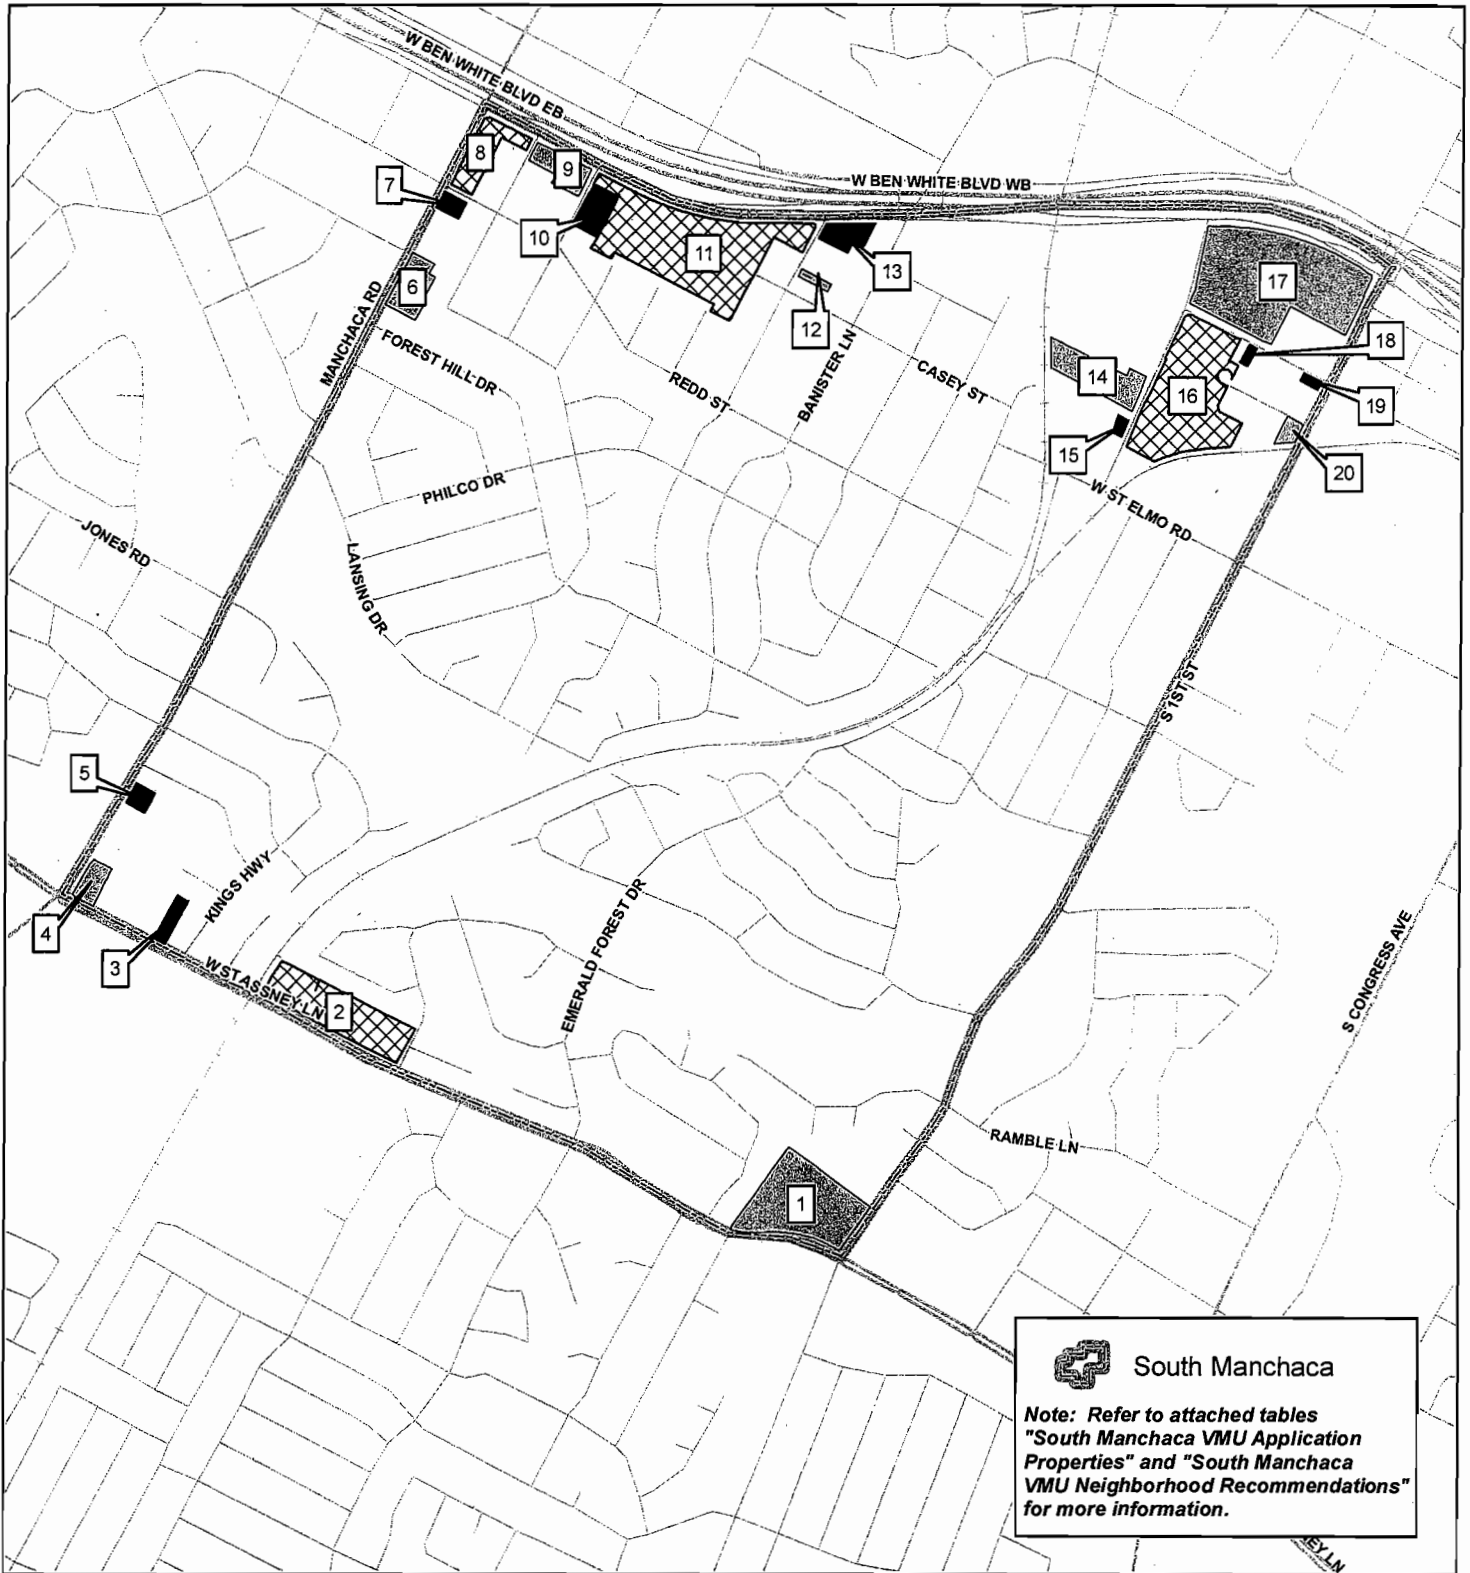 W BEN WHITE BLVD EB
8
9
7
W BEN WHITE BLVD WB
10
11
13
17
6
12
18
MANCHACA RD
FOREST HILL DR
REDD ST
BANISTER LN
CASEY ST
14
16
19
15
20
PHILCO DR
W ST ELMO RD
JONES RD
LANSING DR
S 1ST ST
5
KINGS HWY
4
3
EMERALD FOREST DR
S CONGRESS AVE
W STASSNEY LN
2
RAMBLE LN
1
South Manchaca
Note: Refer to attached tables
"South Manchaca VMU Application
Properties" and "South Manchaca
VMU Neighborhood Recommendations"
for more information.
EY LN